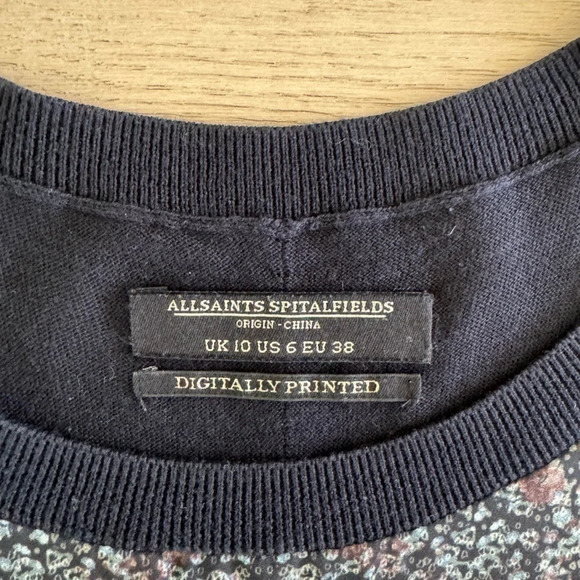 ALLSAINTS SPITALFIELDS
ORIGIN - CHINA
UK 10 US 6 EU 38
DIGITALLY PRINTED